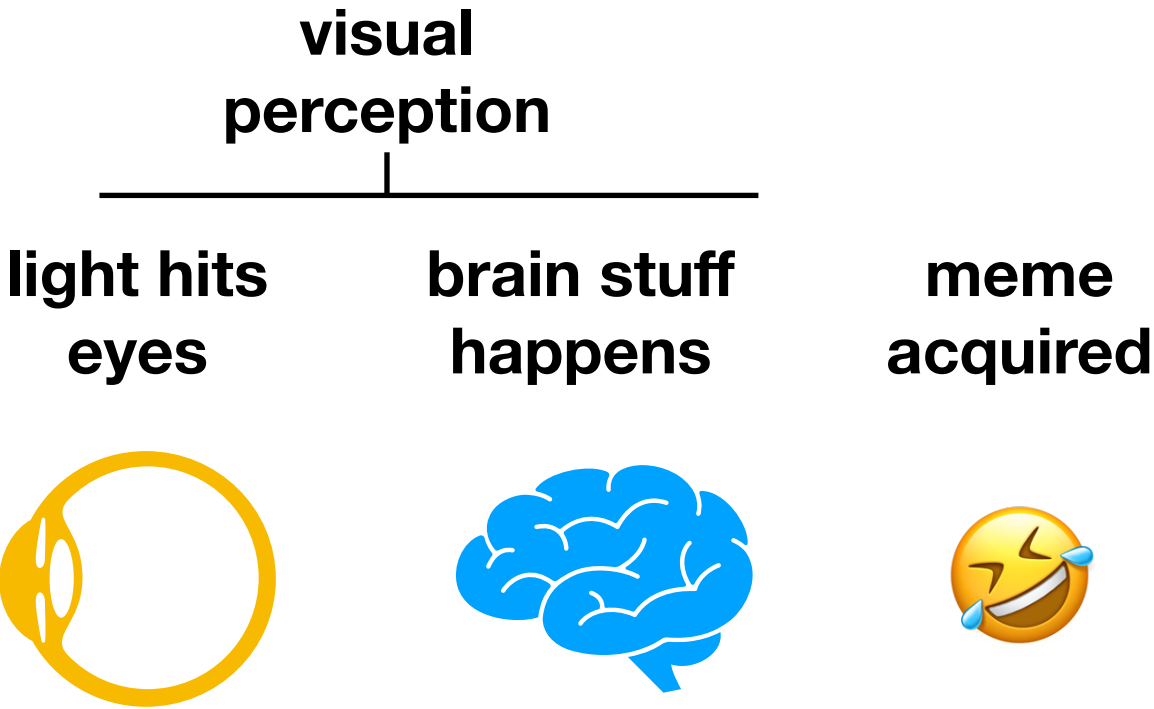 visual
perception
light hits
eyes
brain stuff
happens
meme
acquired